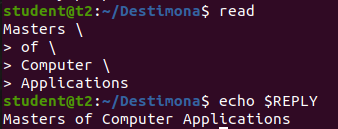 student@t2:~/Destimona$ read
Masters \
> of \
> Computer \
> Applications
student@t2:~/Destimona$ echo $REPLY
Masters of Computer Applications